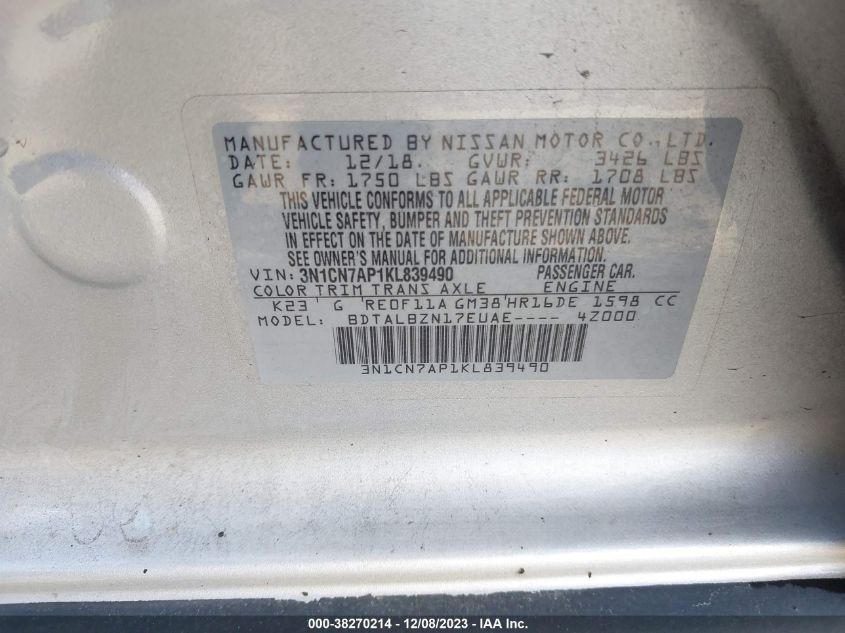 MANUFACTURED BY NISSAN MOTOR CO., LTD.
DATE: 12/18. GVWR: 3426 LBS
GAWR FR: 1750 LBS GAWR RR: 1708 LBS
THIS VEHICLE CONFORMS TO ALL APPLICABLE FEDERAL MOTOR
VEHICLE SAFETY, BUMPER AND THEFT PREVENTION STANDARDS
IN EFFECT ON THE DATE OF MANUFACTURE SHOWN ABOVE.
SEE OWNER'S MANUAL FOR ADDITIONAL INFORMATION.
VIN: 3N1CN7AP1KL839490 PASSENGER CAR.
COLOR TRIM TRANS AXLE ENGINE
K23 G RE0F11A GM38 HR16DE 1598 CC
MODEL: BDTALBZN17EUAE---- 4Z000
3N1CN7AP1KL839490
000-38270214 - 12/08/2023 - IAA Inc.